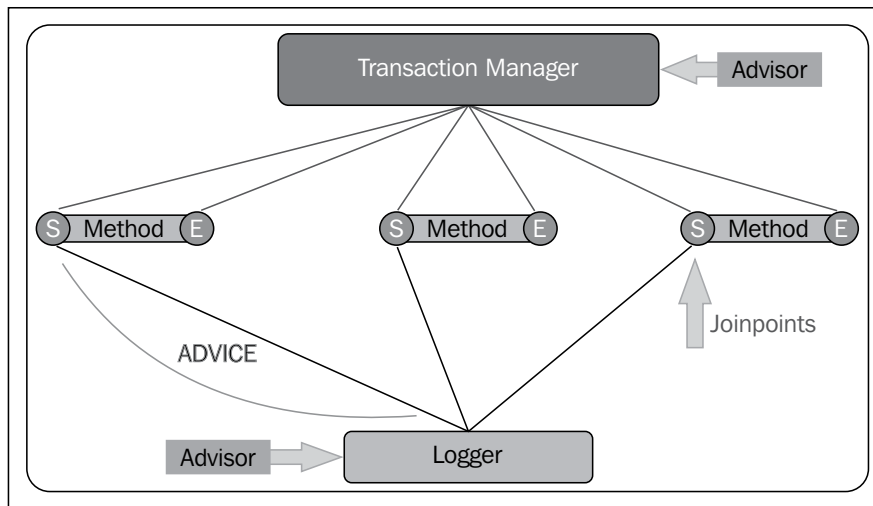 Transaction Manager
Advisor
S Method E
S Method E
S Method E
Joinpoints
ADVICE
Advisor
Logger